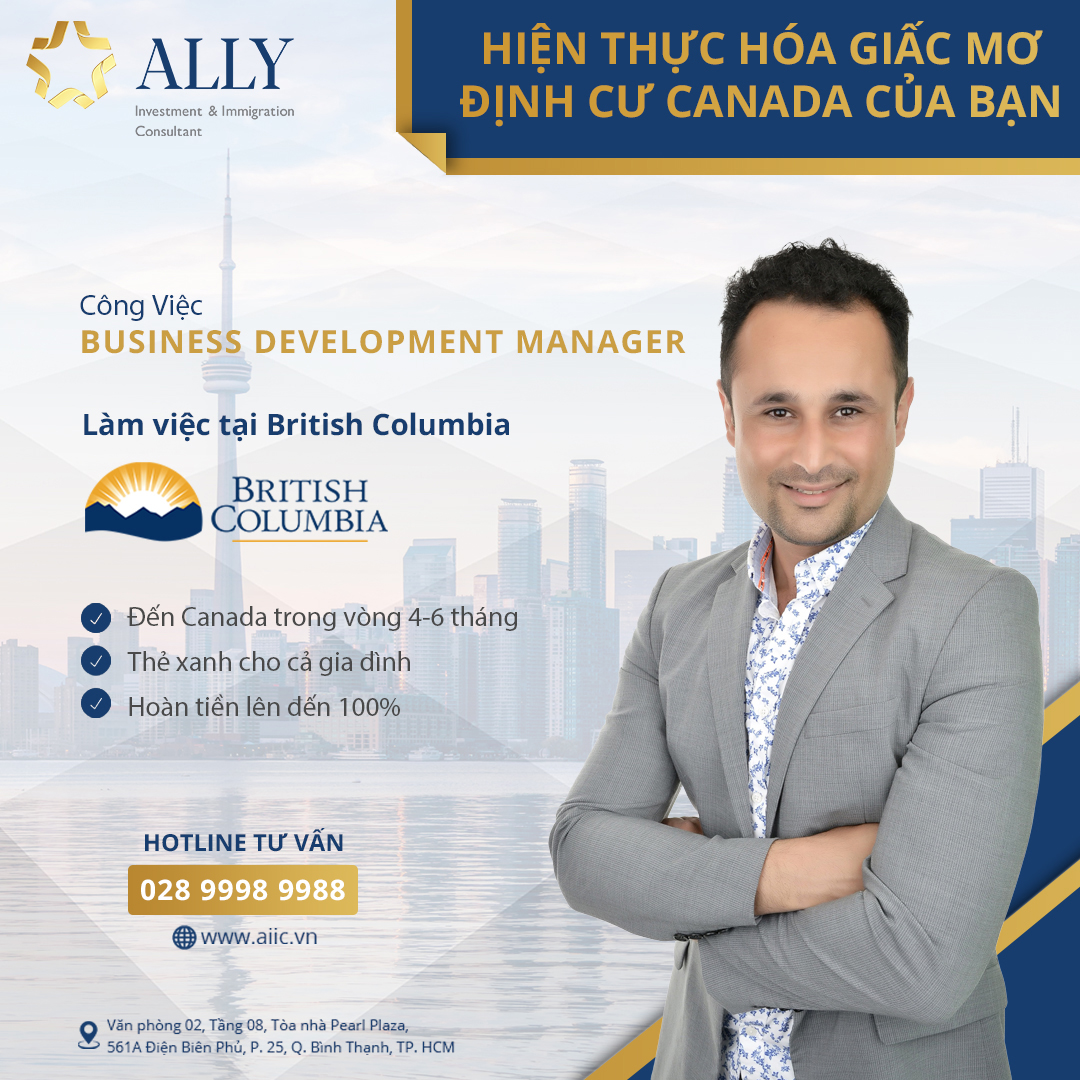 ALLY
Investment & Immigration
Consultant
HIỆN THỰC HÓA GIẤC MƠ
ĐỊNH CƯ CANADA CỦA BẠN
Công Việc
BUSINESS DEVELOPMENT MANAGER
Làm việc tại British Columbia
BRITISH
COLUMBIA
Đến Canada trong vòng 4-6 tháng
Thẻ xanh cho cả gia đình
Hoàn tiền lên đến 100%
HOTLINE TƯ VẤN
028 9998 9988
www.aiic.vn
Văn phòng 02, Tầng 08, Tòa nhà Pearl Plaza,
561A Điện Biên Phủ, P. 25, Q. Bình Thạnh, TP. HCM